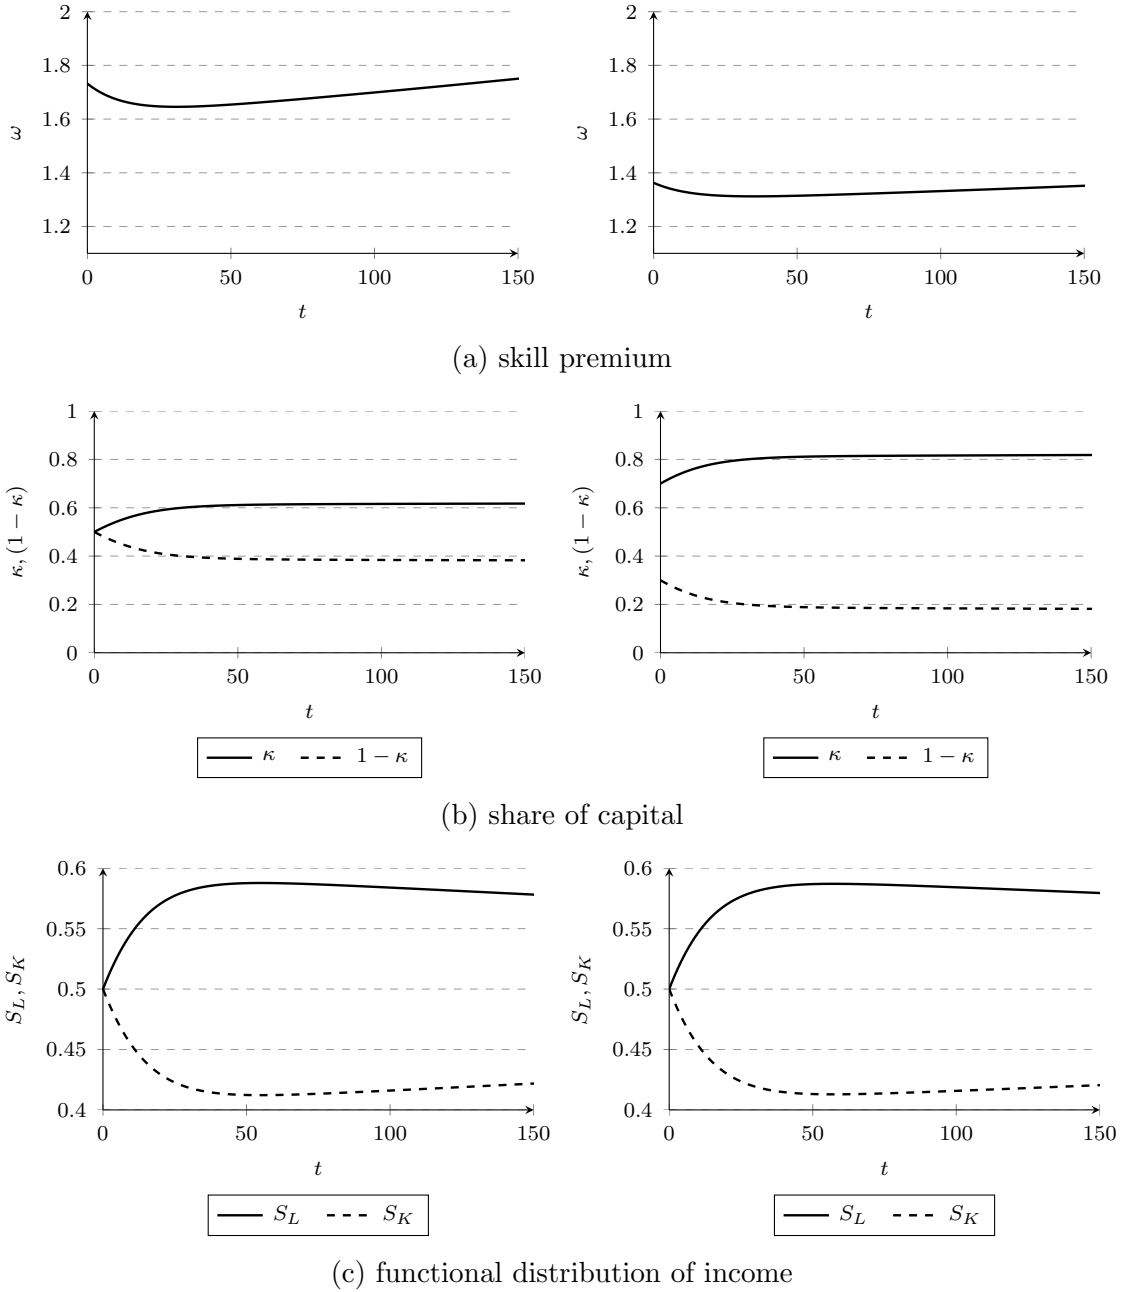 2 2
1.8 1.8
1.6 1.6
ω ω
1.4 1.4
1.2 1.2
0 50 100 150 0 50 100 150
t t
(a) skill premium
1 1
0.8 0.8
0.6 0.6
κ, (1 − κ) κ, (1 − κ)
0.4 0.4
0.2 0.2
0 0
0 50 100 150 0 50 100 150
t t
κ 1 − κ κ 1 − κ
(b) share of capital
0.6 0.6
0.55 0.55
S_L, S_K S_L, S_K
0.5 0.5
0.45 0.45
0.4 0.4
0 50 100 150 0 50 100 150
t t
S_L S_K S_L S_K
(c) functional distribution of income